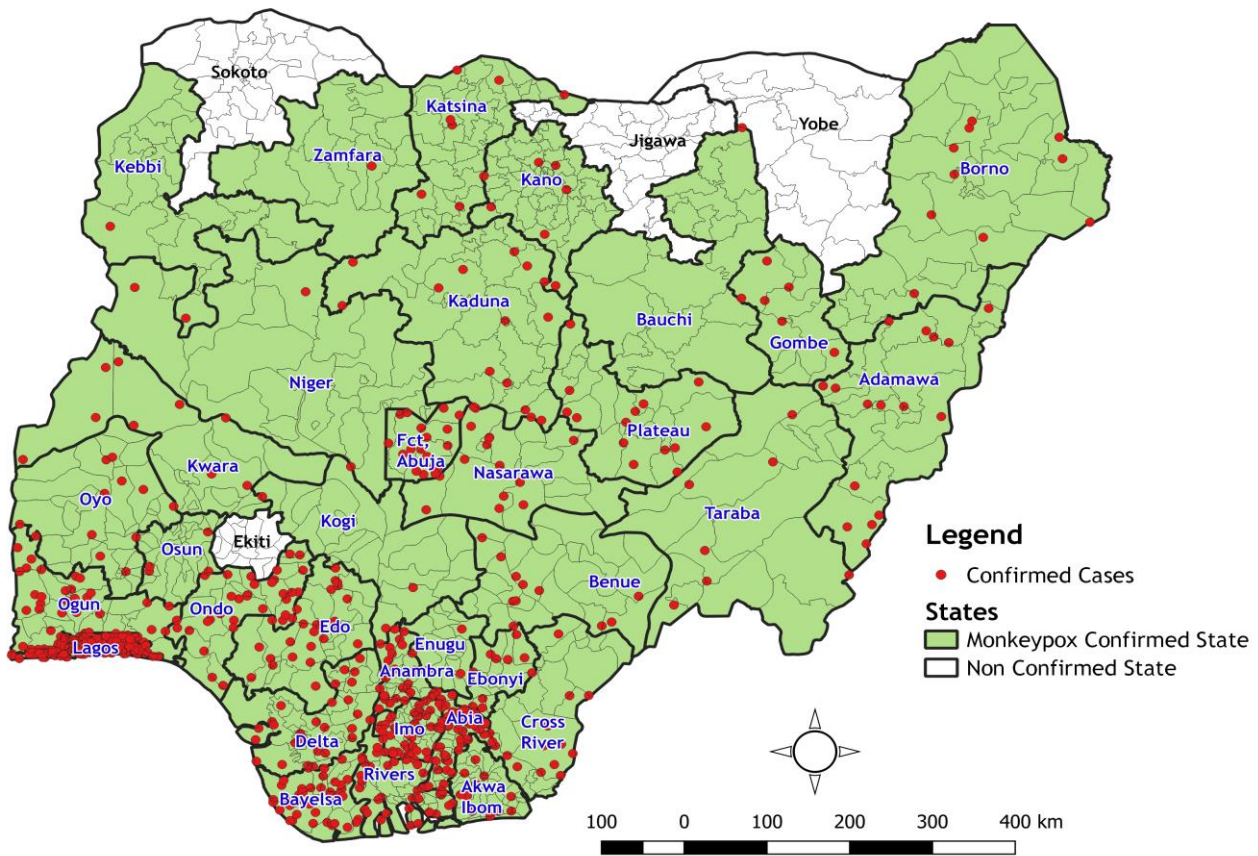 Sokoto
Katsina
Yobe
Jigawa
Zamfara
Kebbi
Borno
Kano
Kaduna
Bauchi
Gombe
Niger
Adamawa
Plateau
Fct,
Abuja
Kwara
Nasarawa
Oyo
Taraba
Kogi
Osun
Ekiti
Benue
Ogun
Ondo
Edo
Lagos
Enugu
Anambra
Ebonyi
Abia
Imo
Cross
River
Delta
Rivers
Bayelsa
Akwa
Ibom
Legend
Confirmed Cases
States
Monkeypox Confirmed State
Non Confirmed State
100 0 100 200 300 400 km